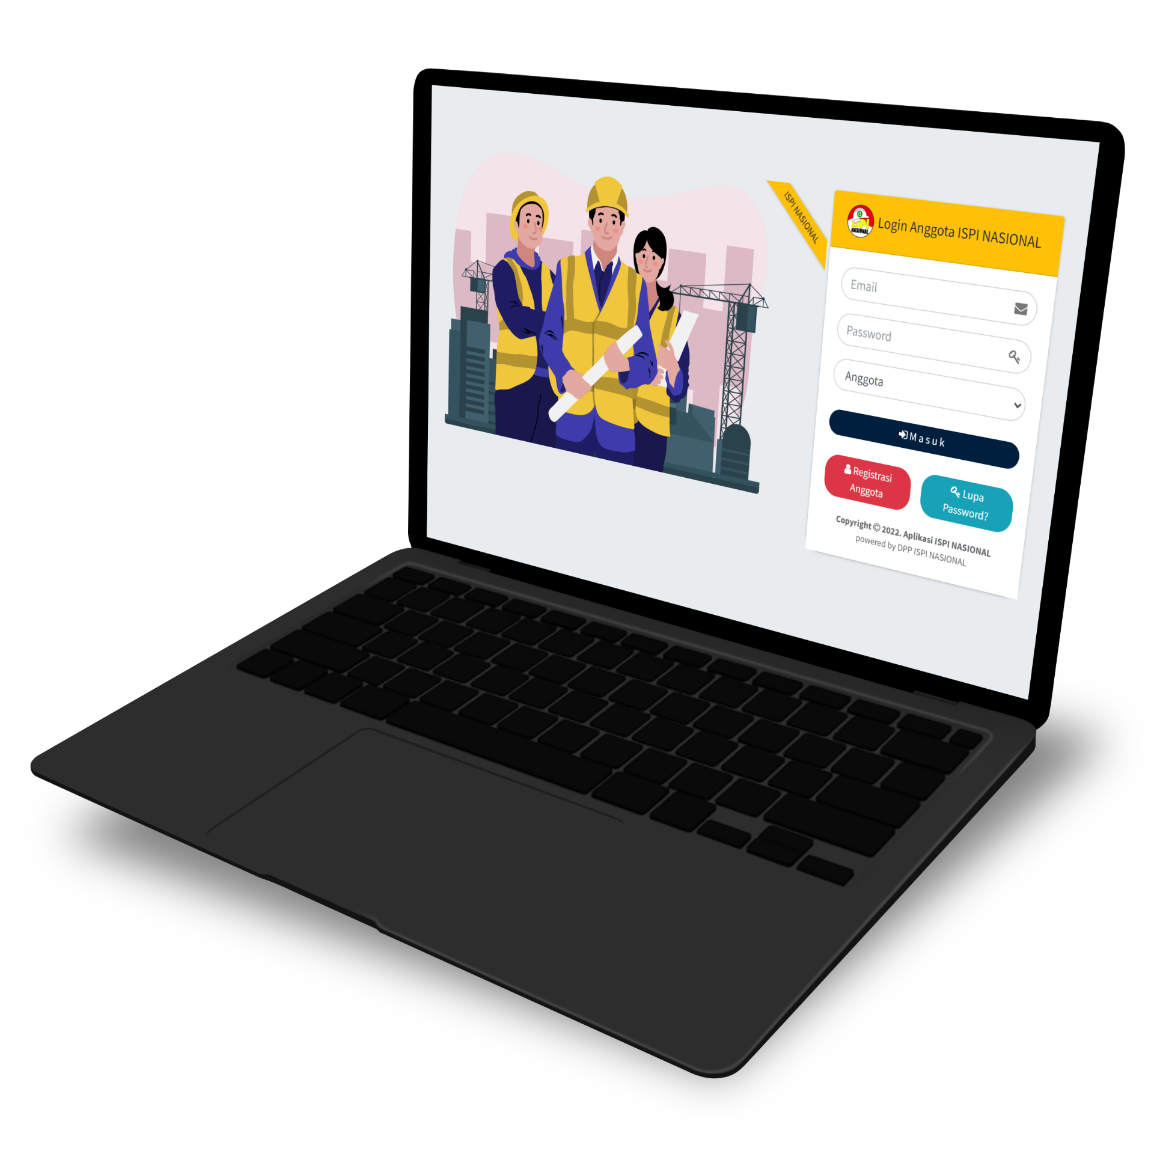 ISPI NASIONAL
Login Anggota ISPI NASIONAL
NASIONAL
Email
Password
Anggota
Masuk
Registrasi
Anggota
Lupa
Password?
Copyright © 2022. Aplikasi ISPI NASIONAL
powered by DPP ISPI NASIONAL